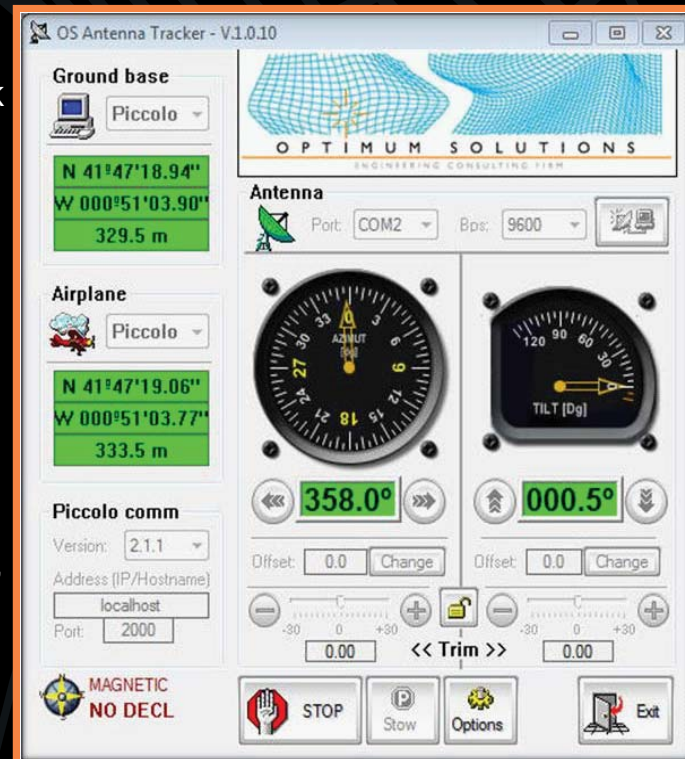 k
OS Antenna Tracker - V.1.0.10
Ground base
Piccolo
N 41º47'18.94''
W 000º51'03.90''
329.5 m
OPTIMUM SOLUTIONS
ENGINEERING CONSULTING FIRM
Antenna
Port: COM2 Bps: 9600
Airplane
Piccolo
N 41º47'19.06''
W 000º51'03.77''
333.5 m
0 3 6 9 12 15 18 21 24 27 30 33
AZIMUT
[Dg]
120 90 60 30 0
TILT [Dg]
358.0º 000.5º
Offset: 0.0 Change Offset: 0.0 Change
-30 0 +30 -30 0 +30
0.00 << Trim >> 0.00
Piccolo comm
Version: 2.1.1
Address (IP/Hostname)
localhost
Port: 2000
MAGNETIC
NO DECL
STOP
P
Stow
Options
Exit